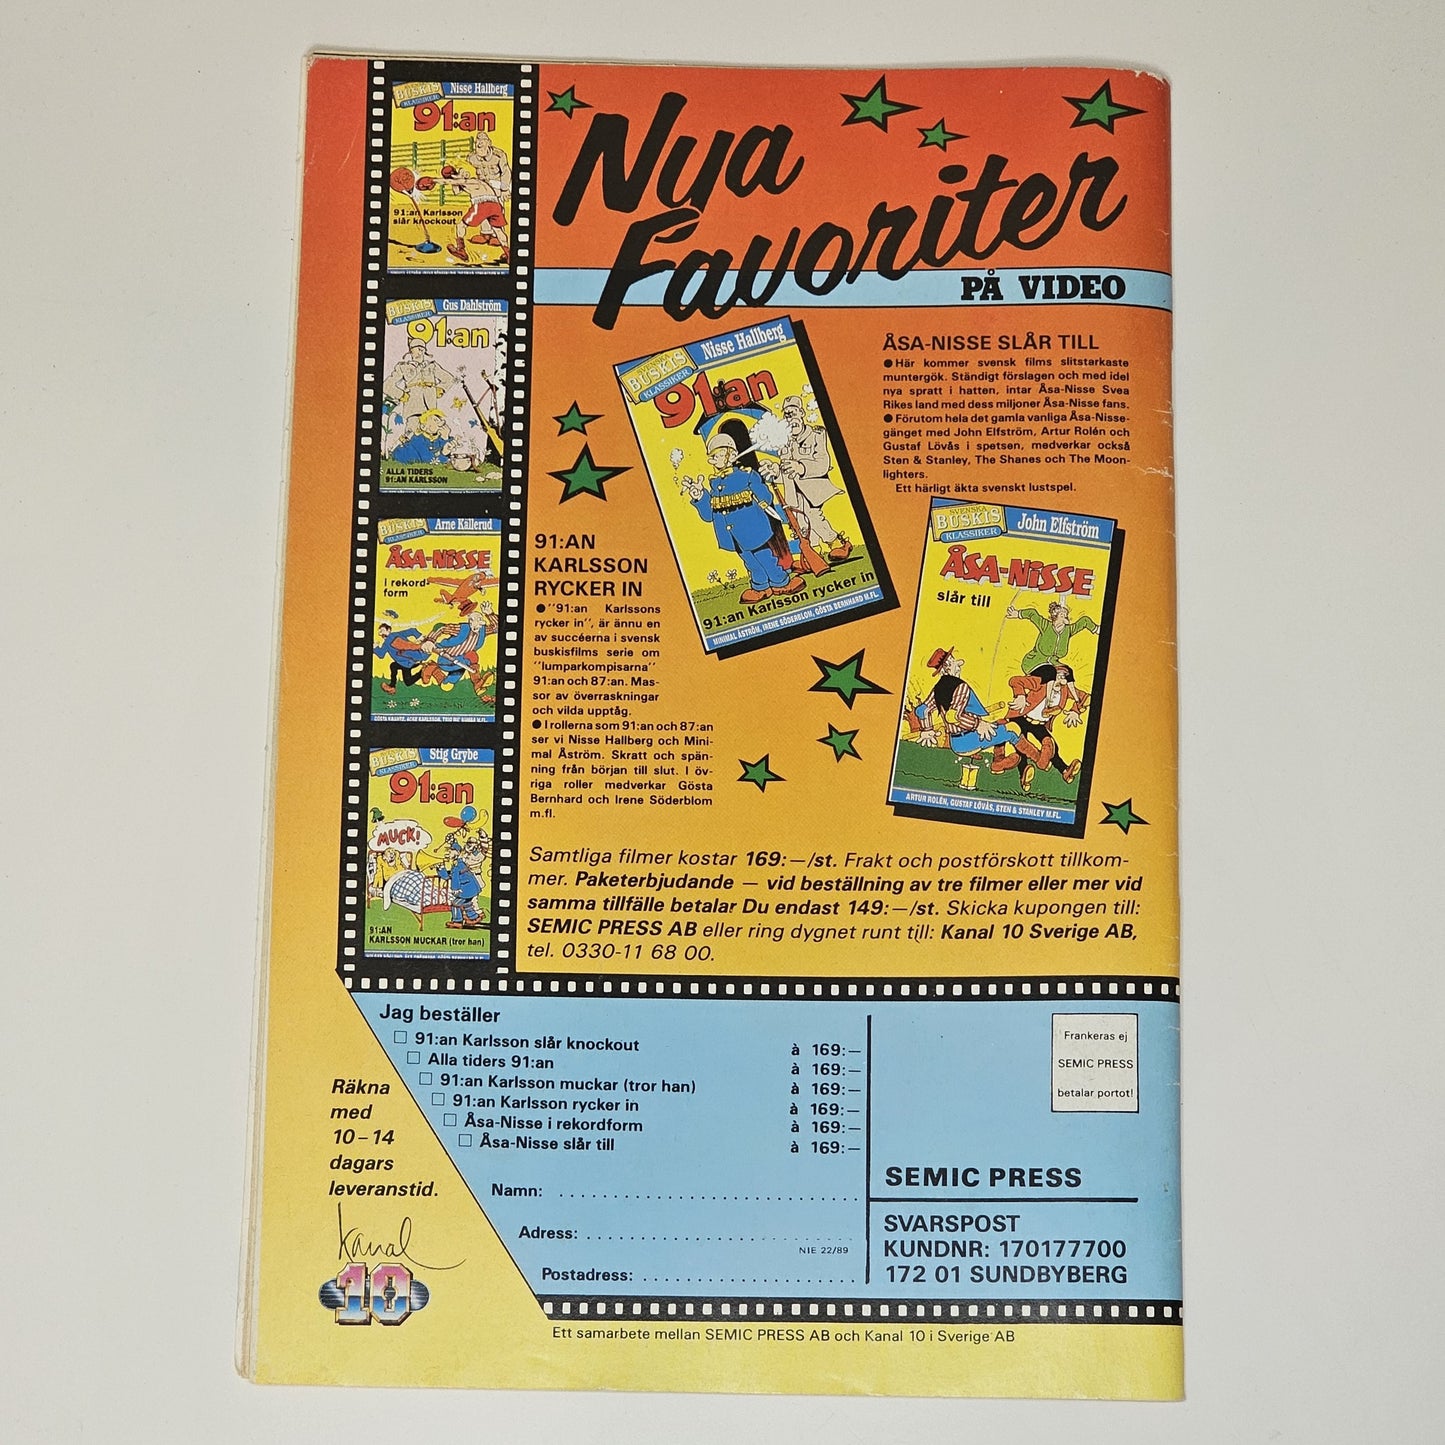 BUSKIS
KLASSIKER
Nisse Hallberg
91:an
91:an Karlsson
slår knockout
BUSKIS
KLASSIKER
Gus Dahlström
91:an
ALLA TIDERS
91:AN KARLSSON
BUSKIS
KLASSIKER
Arne Källerud
ÅSA-NISSE
i rekord-
form
BUSKIS
KLASSIKER
Stig Grybe
91:an
MUCK!
91:AN
KARLSSON MUCKAR (tror han)
Nya
Favoriter
PÅ VIDEO
SVENSKA
BUSKIS
KLASSIKER
Nisse Hallberg
91:an
91:an Karlsson rycker in
MINIMAL ÅSTRÖM, IRENE SÖDERBLOM, GÖSTA BERNHARD M.FL.
ÅSA-NISSE SLÅR TILL
● Här kommer svensk films slitstarkaste
muntergök. Ständigt förslagen och med idel
nya spratt i hatten, intar Åsa-Nisse Svea
Rikes land med dess miljoner Åsa-Nisse fans.
● Förutom hela det gamla vanliga Åsa-Nisse-
gänget med John Elfström, Artur Rolén och
Gustaf Lövås i spetsen, medverkar också
Sten & Stanley, The Shanes och The Moon-
lighters.
Ett härligt äkta svenskt lustspel.
SVENSKA
BUSKIS
KLASSIKER
John Elfström
ÅSA-NISSE
slår till
ARTUR ROLÉN, GUSTAF LÖVÅS, STEN & STANLEY M.FL.
91:AN
KARLSSON
RYCKER IN
● ''91:an Karlssons
rycker in'', är ännu en
av succéerna i svensk
buskisfilms serie om
''lumparkompisarna''
91:an och 87:an. Mas-
sor av överraskningar
och vilda upptåg.
● I rollerna som 91:an och 87:an
ser vi Nisse Hallberg och Mini-
mal Åström. Skratt och spän-
ning från början till slut. I öv-
riga roller medverkar Gösta
Bernhard och Irene Söderblom
m.fl.
Samtliga filmer kostar 169:—/st. Frakt och postförskott tillkom-
mer. Paketerbjudande — vid beställning av tre filmer eller mer vid
samma tillfälle betalar Du endast 149:—/st. Skicka kupongen till:
SEMIC PRESS AB eller ring dygnet runt till: Kanal 10 Sverige AB,
tel. 0330-11 68 00.
Jag beställer
□ 91:an Karlsson slår knockout à 169:—
□ Alla tiders 91:an à 169:—
□ 91:an Karlsson muckar (tror han) à 169:—
□ 91:an Karlsson rycker in à 169:—
□ Åsa-Nisse i rekordform à 169:—
□ Åsa-Nisse slår till à 169:—
Namn:
Adress:
NIE 22/89
Postadress:
Räkna
med
10–14
dagars
leveranstid.
Kanal
10
Frankeras ej
SEMIC PRESS
betalar portot!
SEMIC PRESS
SVARSPOST
KUNDNR: 170177700
172 01 SUNDBYBERG
Ett samarbete mellan SEMIC PRESS AB och Kanal 10 i Sverige AB